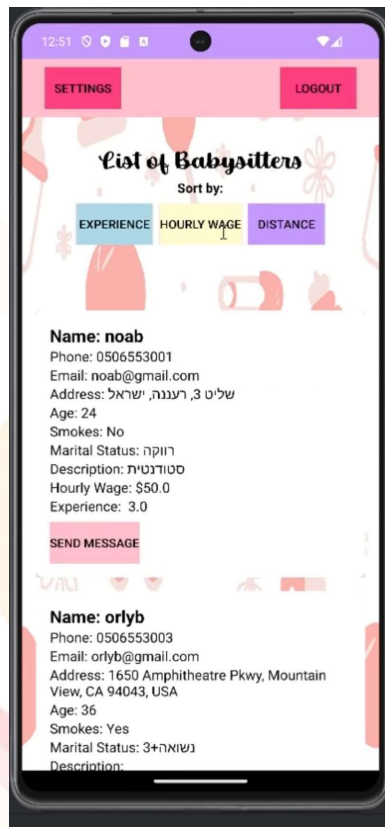 12:51
SETTINGS
LOGOUT
List of Babysitters
Sort by:
EXPERIENCE HOURLY WAGE DISTANCE
Name: noab
Phone: 0506553001
Email: noab@gmail.com
Address: שליט 3, רעננה, ישראל
Age: 24
Smokes: No
Marital Status: רווקה
Description: סטודנטית
Hourly Wage: $50.0
Experience: 3.0
SEND MESSAGE
Name: orlyb
Phone: 0506553003
Email: orlyb@gmail.com
Address: 1650 Amphitheatre Pkwy, Mountain
View, CA 94043, USA
Age: 36
Smokes: Yes
Marital Status: נשואה+3
Description: